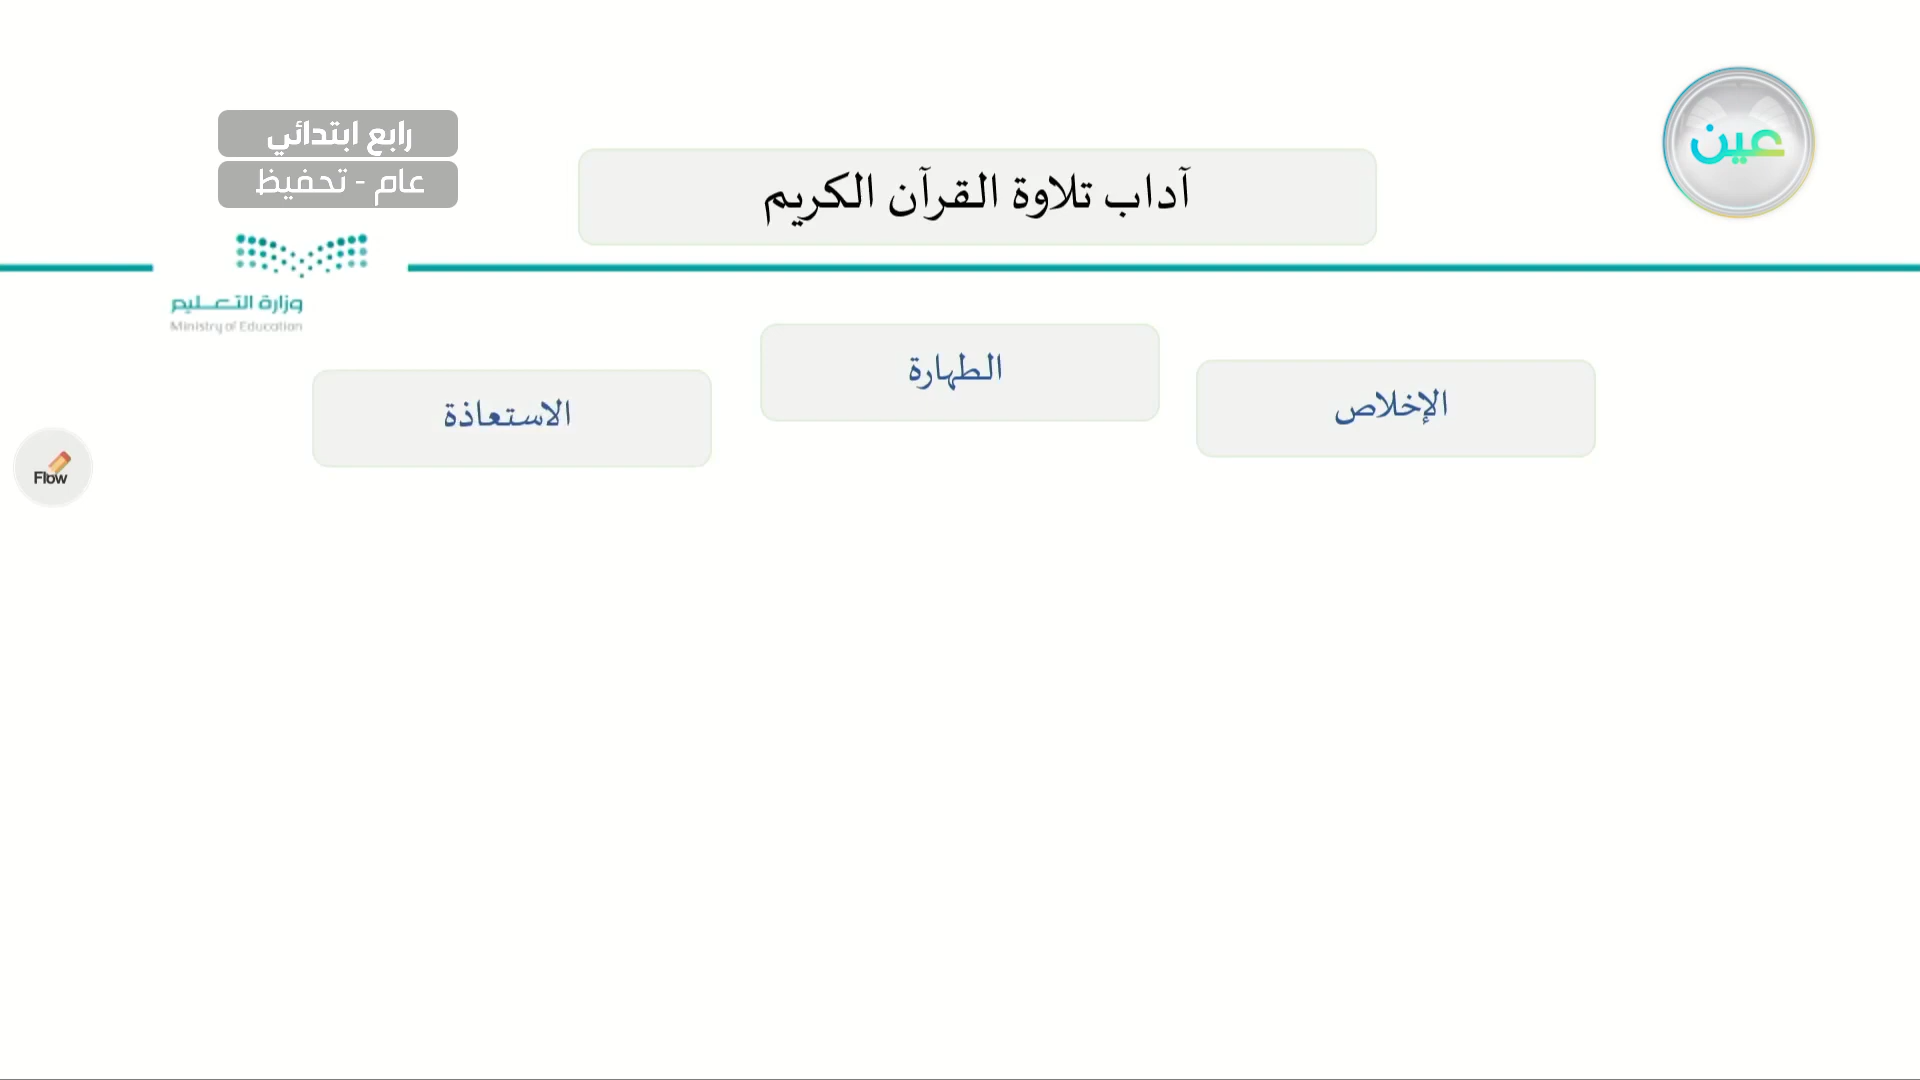 عين
رابع ابتدائي
عام - تحفيظ
آداب تلاوة القرآن الكريم
وزارة التعليم
Ministry of Education
الإخلاص
الطهارة
الاستعاذة
Flow